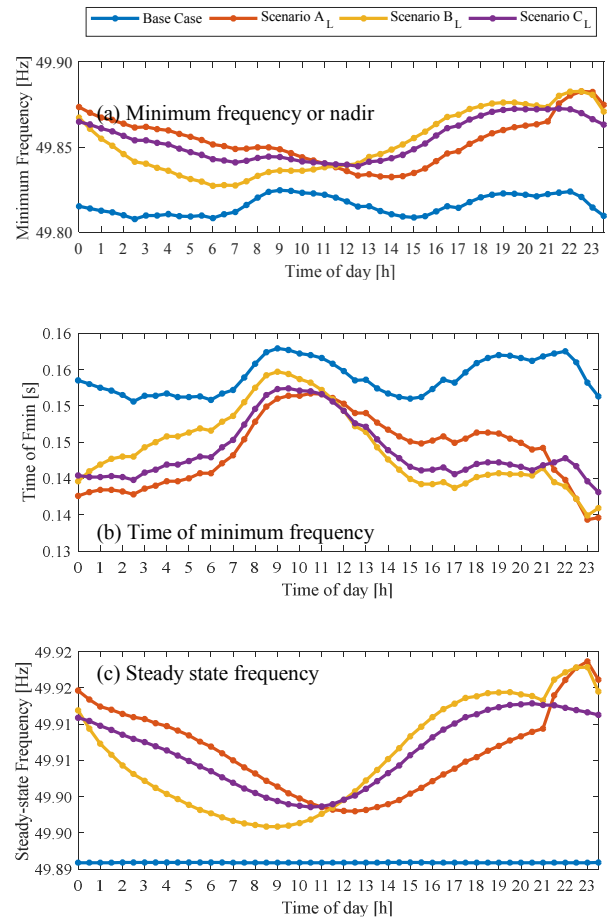 Base Case Scenario A_L Scenario B_L Scenario C_L
49.90
(a) Minimum frequency or nadir
49.85
49.80
Minimum Frequency [Hz]
0 1 2 3 4 5 6 7 8 9 10 11 12 13 14 15 16 17 18 19 20 21 22 23
Time of day [h]
0.16
0.16
0.15
0.15
0.14
0.14
0.13
Time of Fmin [s]
(b) Time of minimum frequency
0 1 2 3 4 5 6 7 8 9 10 11 12 13 14 15 16 17 18 19 20 21 22 23
Time of day [h]
49.92
(c) Steady state frequency
49.92
49.91
49.91
49.90
49.90
49.89
Steady-state Frequency [Hz]
0 1 2 3 4 5 6 7 8 9 10 11 12 13 14 15 16 17 18 19 20 21 22 23
Time of day [h]